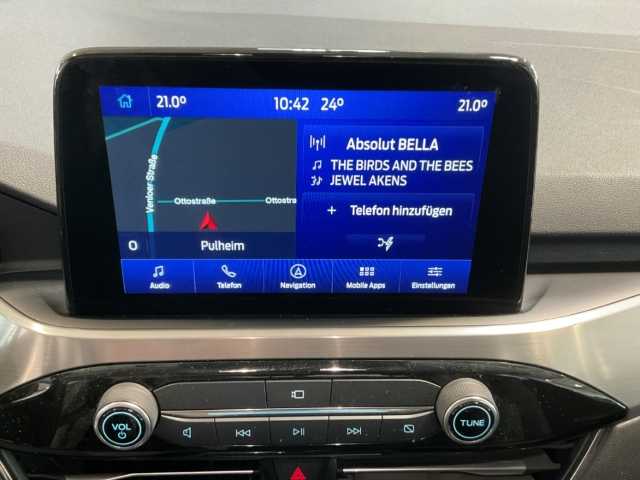 21.0° 10:42 24° 21.0°
Absolut BELLA
THE BIRDS AND THE BEES
JEWEL AKENS
Venloer Straße
Ottostraße Ottostra
+ Telefon hinzufügen
0 Pulheim
Audio Telefon Navigation Mobile Apps Einstellungen
VOL
TUNE